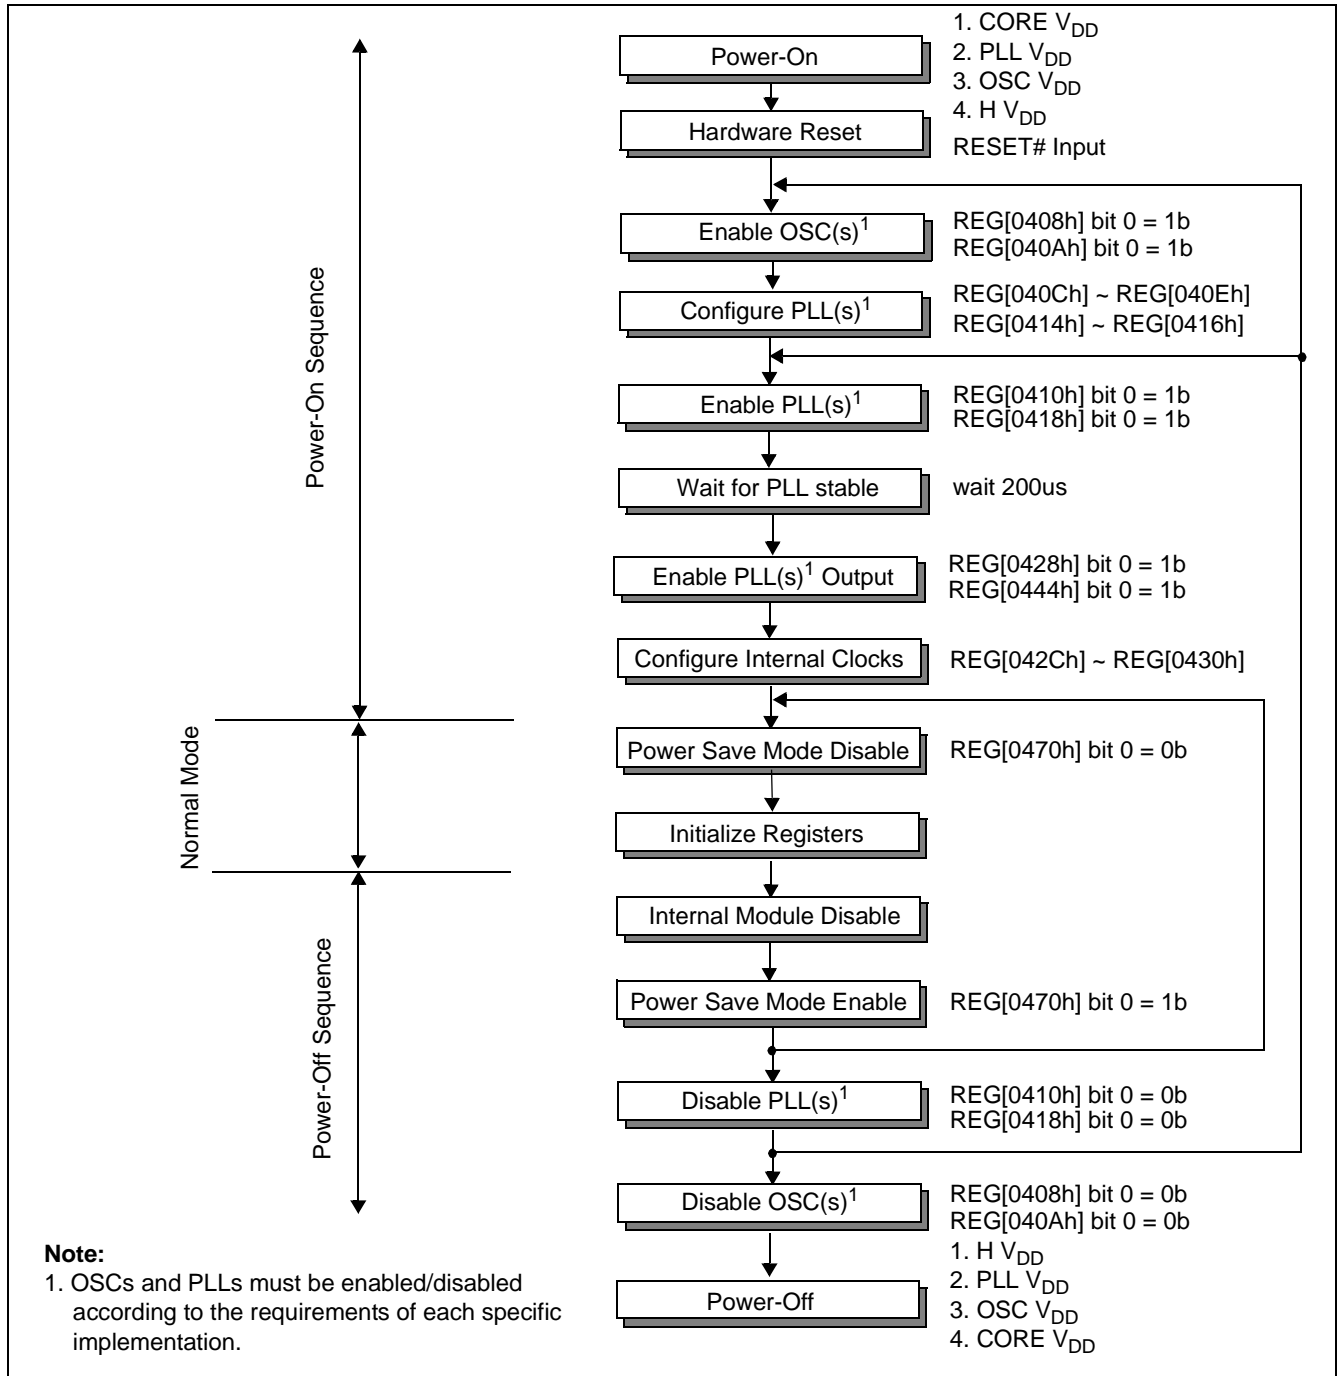 Power-On
1. CORE VDD
2. PLL VDD
3. OSC VDD
4. H VDD
Hardware Reset
RESET# Input
Enable OSC(s)1
REG[0408h] bit 0 = 1b
REG[040Ah] bit 0 = 1b
Configure PLL(s)1
REG[040Ch] ~ REG[040Eh]
REG[0414h] ~ REG[0416h]
Power-On Sequence
Enable PLL(s)1
REG[0410h] bit 0 = 1b
REG[0418h] bit 0 = 1b
Wait for PLL stable
wait 200us
Enable PLL(s)1 Output
REG[0428h] bit 0 = 1b
REG[0444h] bit 0 = 1b
Configure Internal Clocks
REG[042Ch] ~ REG[0430h]
Normal Mode
Power Save Mode Disable
REG[0470h] bit 0 = 0b
Initialize Registers
Internal Module Disable
Power-Off Sequence
Power Save Mode Enable
REG[0470h] bit 0 = 1b
Disable PLL(s)1
REG[0410h] bit 0 = 0b
REG[0418h] bit 0 = 0b
Disable OSC(s)1
REG[0408h] bit 0 = 0b
REG[040Ah] bit 0 = 0b
Power-Off
1. H VDD
2. PLL VDD
3. OSC VDD
4. CORE VDD
Note:
1. OSCs and PLLs must be enabled/disabled
according to the requirements of each specific
implementation.